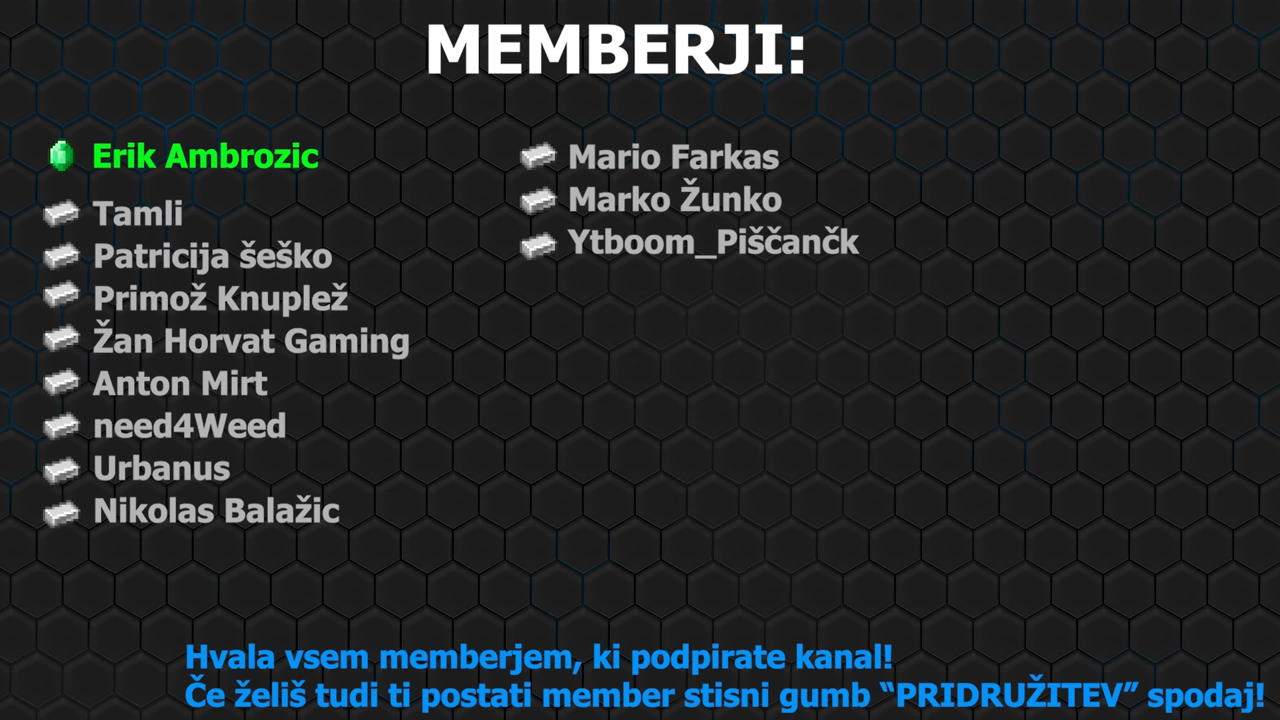 MEMBERJI:
Erik Ambrozic
Tamli
Patricija šeško
Primož Knuplež
Žan Horvat Gaming
Anton Mirt
need4Weed
Urbanus
Nikolas Balažic
Mario Farkas
Marko Žunko
Ytboom_Piščančk
Hvala vsem memberjem, ki podpirate kanal!
Če želiš tudi ti postati member stisni gumb “PRIDRUŽITEV” spodaj!